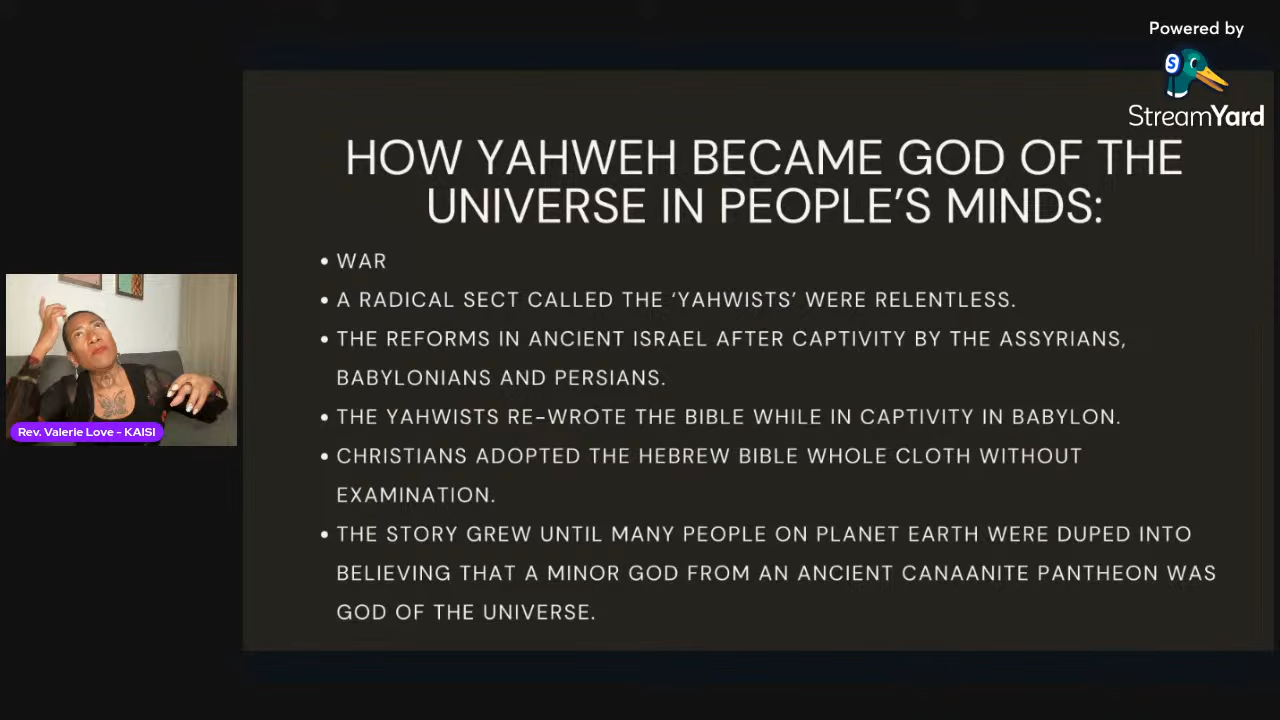 Powered by
StreamYard
HOW YAHWEH BECAME GOD OF THE
UNIVERSE IN PEOPLE'S MINDS:
• WAR
• A RADICAL SECT CALLED THE 'YAHWISTS' WERE RELENTLESS.
• THE REFORMS IN ANCIENT ISRAEL AFTER CAPTIVITY BY THE ASSYRIANS,
BABYLONIANS AND PERSIANS.
• THE YAHWISTS RE-WROTE THE BIBLE WHILE IN CAPTIVITY IN BABYLON.
• CHRISTIANS ADOPTED THE HEBREW BIBLE WHOLE CLOTH WITHOUT
EXAMINATION.
• THE STORY GREW UNTIL MANY PEOPLE ON PLANET EARTH WERE DUPED INTO
BELIEVING THAT A MINOR GOD FROM AN ANCIENT CANAANITE PANTHEON WAS
GOD OF THE UNIVERSE.
Rev. Valerie Love - KAISI